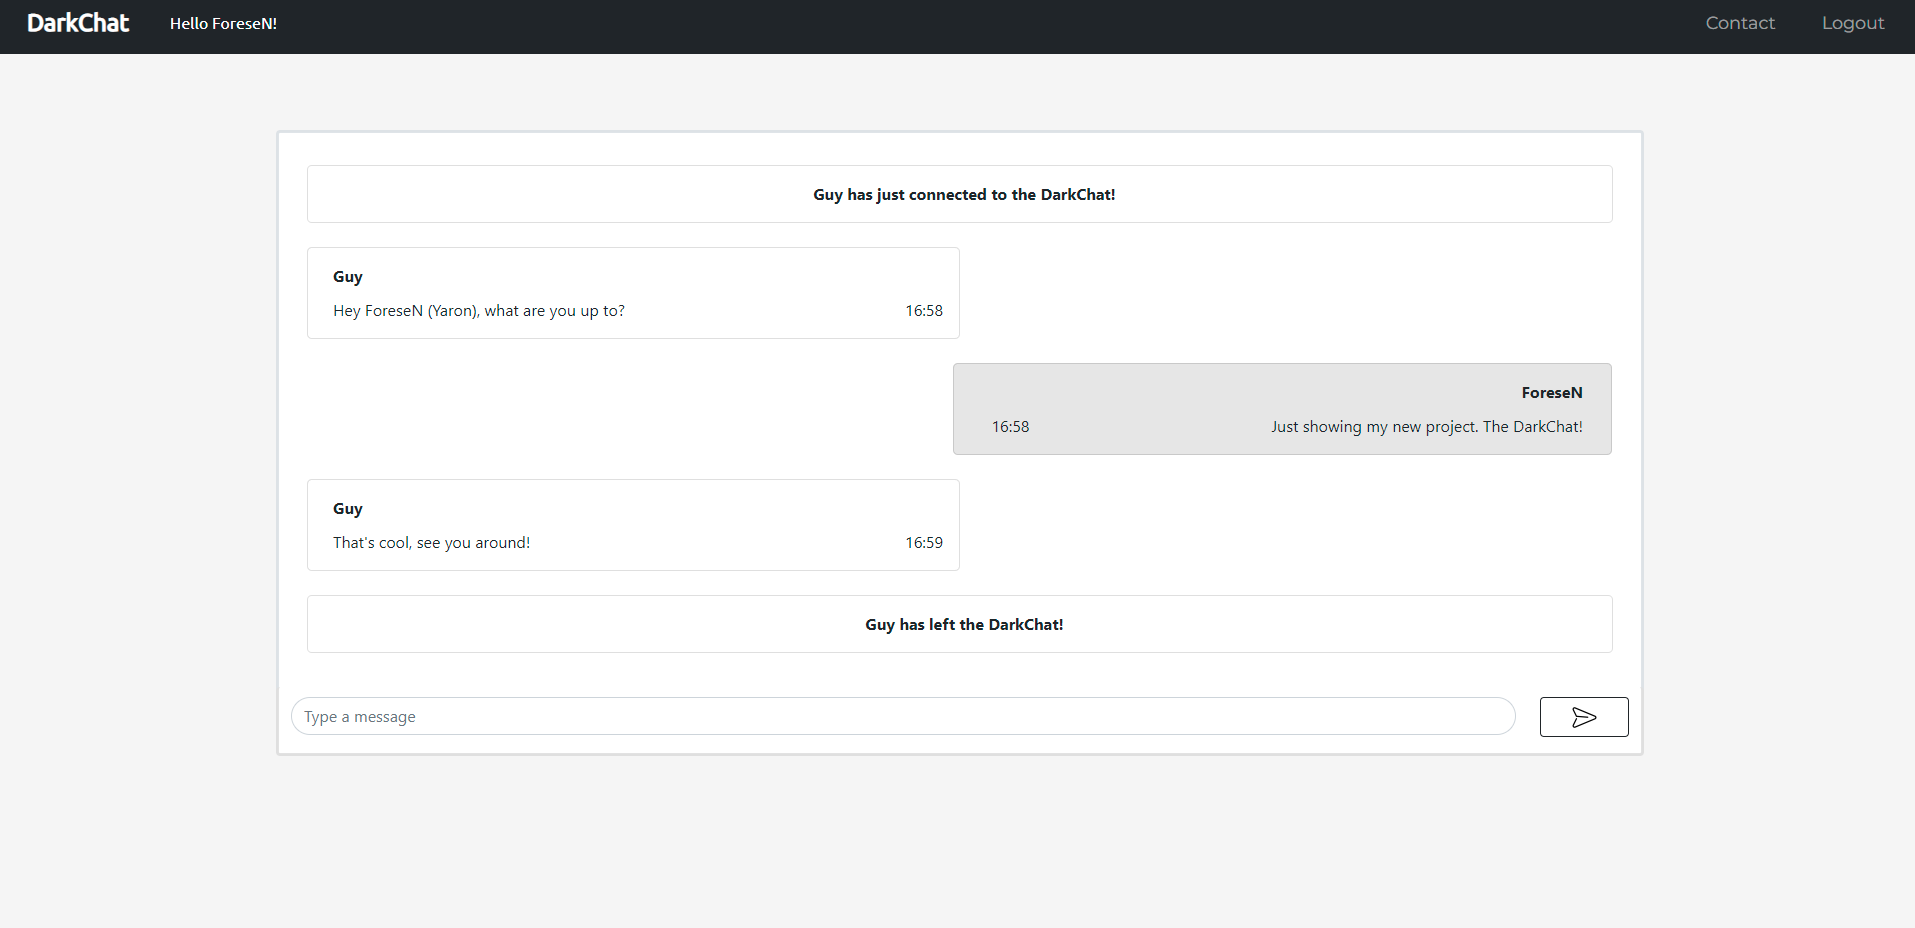 DarkChat
Hello ForeseN!
Contact
Logout
Guy has just connected to the DarkChat!
Guy
Hey ForeseN (Yaron), what are you up to?
16:58
ForeseN
16:58
Just showing my new project. The DarkChat!
Guy
That's cool, see you around!
16:59
Guy has left the DarkChat!
Type a message